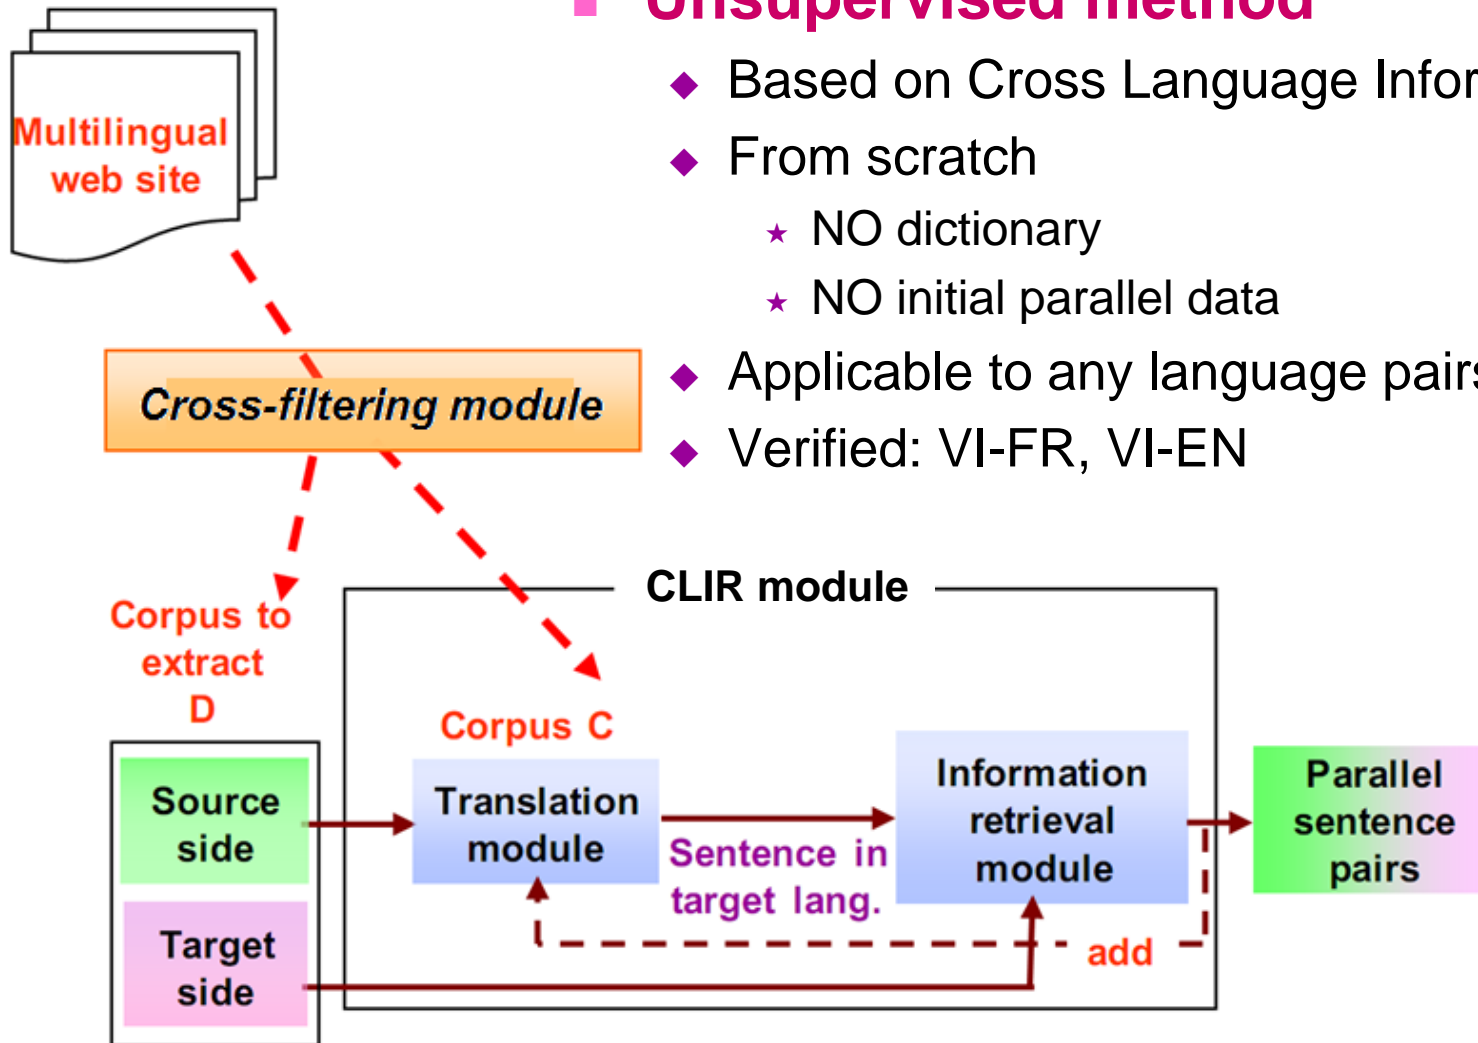 Unsupervised method
Based on Cross Language
From scratch
NO dictionary
NO initial parallel data
Applicable to any language pairs
Verified: VI-FR, VI-EN
Multilingual
web site
Cross-filtering module
Corpus to
extract
D
CLIR module
Corpus C
Source
side
Translation
module
Sentence in
target lang.
Information
retrieval
module
Parallel
sentence
pairs
Target
side
add